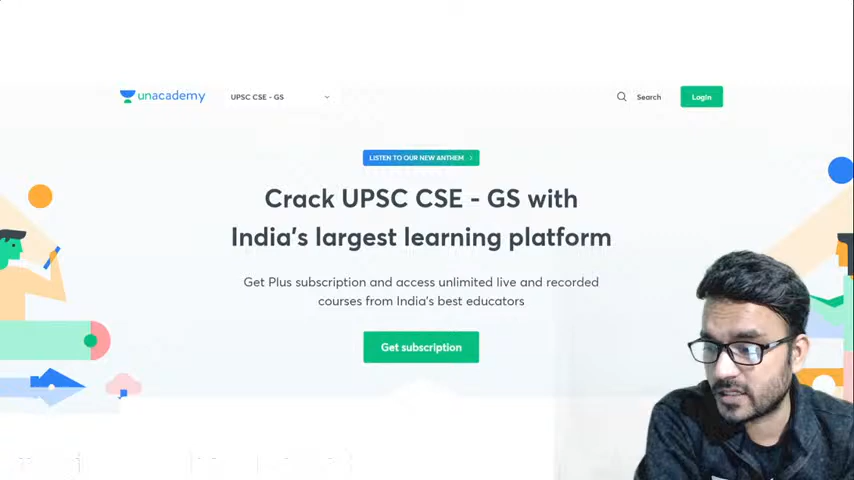 unacademy
UPSC CSE - GS
Search
Login
LISTEN TO OUR NEW ANTHEM
Crack UPSC CSE - GS with
India's largest learning platform
Get Plus subscription and access unlimited live and recorded
courses from India's best educators
Get subscription